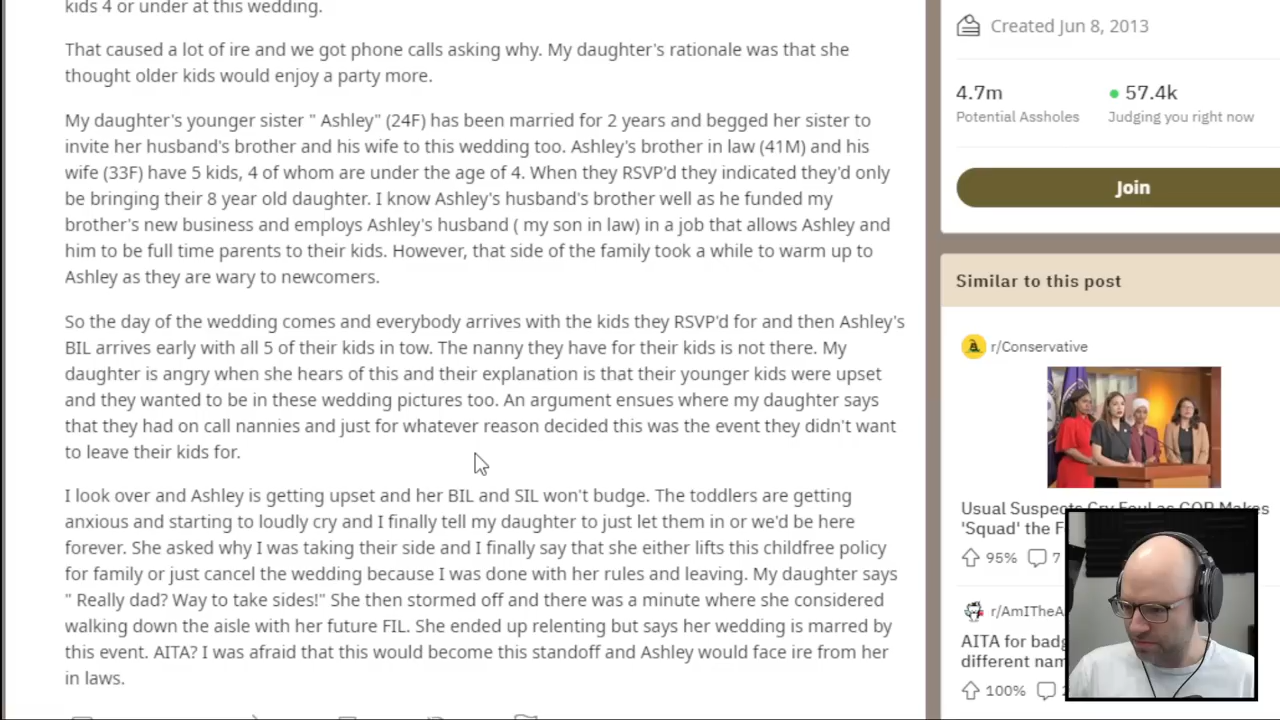 kids 4 or under at this wedding.
That caused a lot of ire and we got phone calls asking why. My daughter's rationale was that she
thought older kids would enjoy a party more.
My daughter's younger sister " Ashley" (24F) has been married for 2 years and begged her sister to
invite her husband's brother and his wife to this wedding too. Ashley's brother in law (41M) and his
wife (33F) have 5 kids, 4 of whom are under the age of 4. When they RSVP'd they indicated they'd only
be bringing their 8 year old daughter. I know Ashley's husband's brother well as he funded my
brother's new business and employs Ashley's husband ( my son in law) in a job that allows Ashley and
him to be full time parents to their kids. However, that side of the family took a while to warm up to
Ashley as they are wary to newcomers.
So the day of the wedding comes and everybody arrives with the kids they RSVP'd for and then Ashley's
BIL arrives early with all 5 of their kids in tow. The nanny they have for their kids is not there. My
daughter is angry when she hears of this and their explanation is that their younger kids were upset
and they wanted to be in these wedding pictures too. An argument ensues where my daughter says
that they had on call nannies and just for whatever reason decided this was the event they didn't want
to leave their kids for.
I look over and Ashley is getting upset and her BIL and SIL won't budge. The toddlers are getting
anxious and starting to loudly cry and I finally tell my daughter to just let them in or we'd be here
forever. She asked why I was taking their side and I finally say that she either lifts this childfree policy
for family or just cancel the wedding because I was done with her rules and leaving. My daughter says
" Really dad? Way to take sides!" She then stormed off and there was a minute where she considered
walking down the aisle with her future FIL. She ended up relenting but says her wedding is marred by
this event. AITA? I was afraid that this would become this standoff and Ashley would face ire from her
in laws.
Created Jun 8, 2013
4.7m
57.4k
Potential Assholes
Judging you right now
Join
Similar to this post
r/Conservative
Usual Suspects Cry Foul as GOP Makes
'Squad' the F
95%
7
r/AmITheA
AITA for badg
different nam
100%